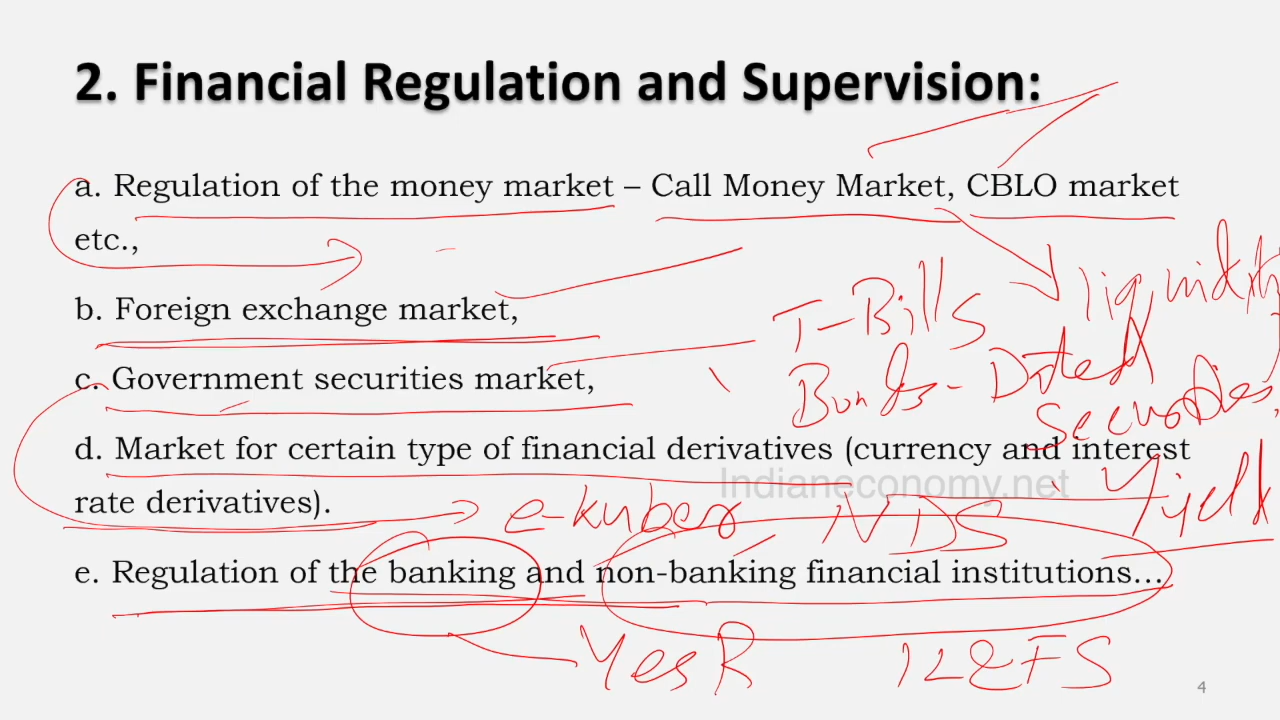 2. Financial Regulation and Supervision:
a. Regulation of the money market – Call Money Market, CBLO market
etc.,
liquidity
b. Foreign exchange market,
T-Bills
c. Government securities market,
Bonds - Dated
Securities
d. Market for certain type of financial derivatives (currency and interest
Indianeconomy.net
Yield
rate derivatives).
e-kuber NDS
e. Regulation of the banking and non-banking financial institutions…
Yes B
IL&FS
4